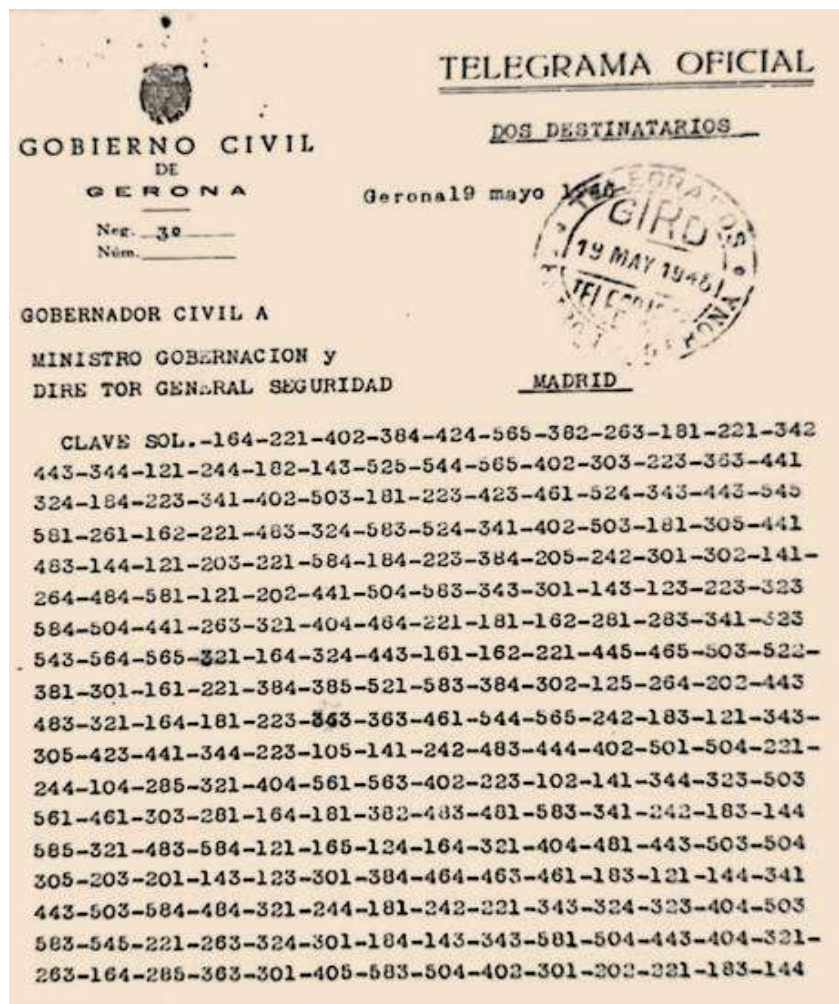 TELEGRAMA OFICIAL
DOS DESTINATARIOS
GOBIERNO CIVIL
DE
GERONA
Neg. 30
Núm.
Gerona19 mayo
TELEGRAFOS
GIRO
19 MAY 1948
GOBERNADOR CIVIL A
MINISTRO GOBERNACION y
DIRE TOR GENERAL SEGURIDAD
MADRID
CLAVE SOL.-164-221-402-384-424-565-382-263-181-221-342
443-344-121-244-182-143-525-544-565-402-303-223-363-441
324-184-223-341-402-503-181-223-423-461-524-343-443-545
581-261-162-221-483-324-583-524-341-402-503-181-305-441
483-144-121-203-221-584-184-223-384-205-242-301-302-141-
264-484-581-121-202-441-504-583-343-301-143-123-223-323
584-504-441-263-321-404-464-221-181-162-281-283-341-323
543-564-565-321-164-324-443-161-162-221-445-465-503-522-
381-301-161-221-384-385-521-583-384-302-125-264-202-443
483-321-164-181-223-363-363-461-544-565-242-183-121-343-
305-423-441-344-223-105-141-242-483-444-402-501-504-221-
244-104-285-321-404-561-563-402-223-102-141-344-323-503
561-461-303-281-164-181-382-483-481-583-341-242-183-144
585-321-483-584-121-165-124-164-321-404-481-443-503-504
305-203-201-143-123-301-384-464-463-461-183-121-144-341
443-503-584-484-321-244-181-242-221-343-324-323-404-503
583-545-221-263-324-301-184-143-343-581-504-443-404-321-
263-164-285-363-301-405-583-504-402-301-202-221-183-144